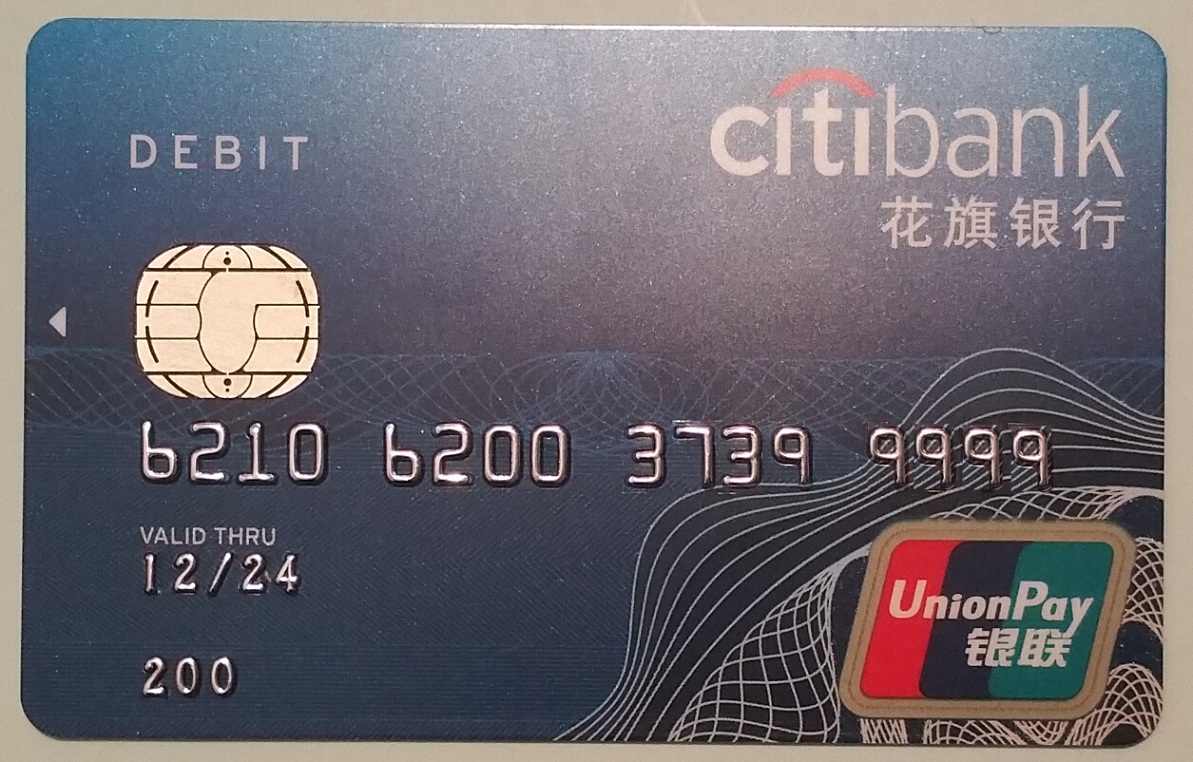 DEBIT
citibank
花旗银行
6210 6200 3739 9999
VALID THRU
12/24
200
UnionPay
银联